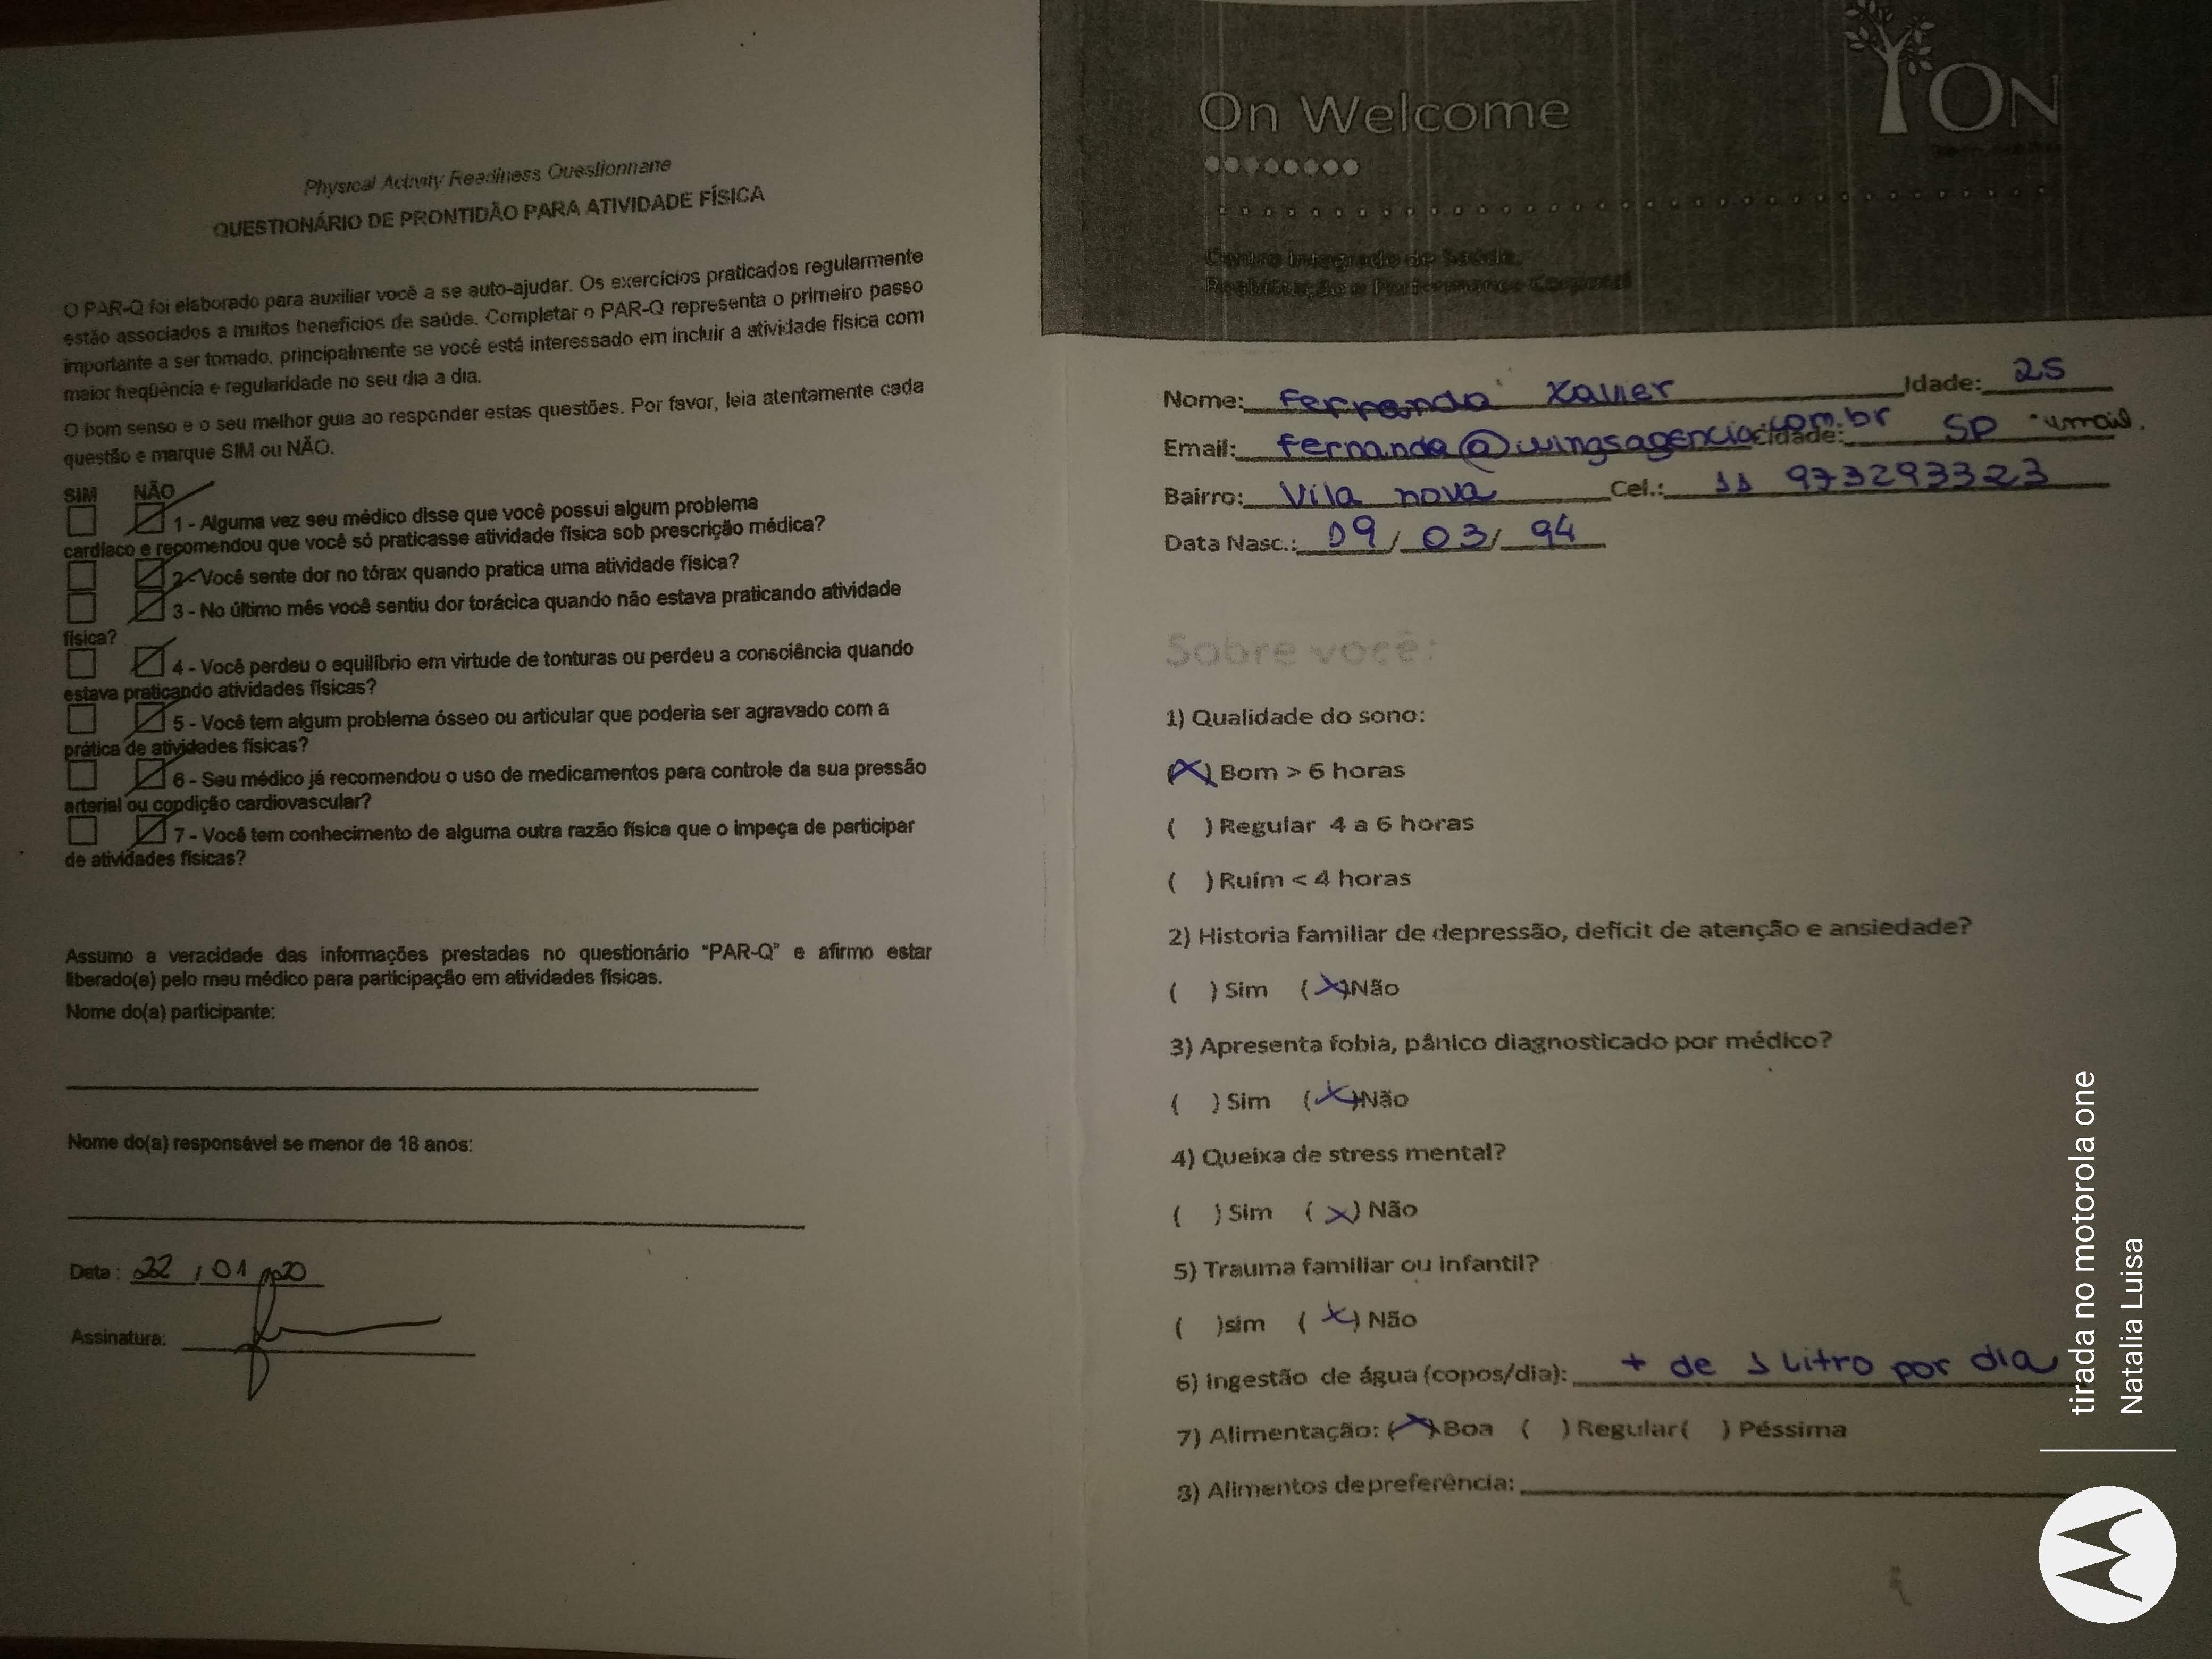 Physical Activity Readiness Questionnaire
QUESTIONÁRIO DE PRONTIDÃO PARA ATIVIDADE FÍSICA
O PAR-Q foi elaborado para auxiliar você a se auto-ajudar. Os exercícios praticados regularmente
estão associados a muitos benefícios de saúde. Completar o PAR-Q representa o primeiro passo
importante a ser tomado, principalmente se você está interessado em incluir a atividade física com
maior freqüência e regularidade no seu dia a dia.
O bom senso e o seu melhor guia ao responder estas questões. Por favor, leia atentamente cada
questão e marque SIM ou NÃO.
SIM NÃO
1 - Alguma vez seu médico disse que você possui algum problema
cardíaco e recomendou que você só praticasse atividade física sob prescrição médica?
2 - Você sente dor no tórax quando pratica uma atividade física?
3 - No último mês você sentiu dor torácica quando não estava praticando atividade
física?
4 - Você perdeu o equilíbrio em virtude de tonturas ou perdeu a consciência quando
estava praticando atividades físicas?
5 - Você tem algum problema ósseo ou articular que poderia ser agravado com a
prática de atividades físicas?
6 - Seu médico já recomendou o uso de medicamentos para controle da sua pressão
arterial ou condição cardiovascular?
7 - Você tem conhecimento de alguma outra razão física que o impeça de participar
de atividades físicas?
Assumo a veracidade das informações prestadas no questionário "PAR-Q" e afirmo estar
liberado(a) pelo meu médico para participação em atividades físicas.
Nome do(a) participante:
Nome do(a) responsável se menor de 18 anos:
Data : 22 / 01 /
Assinatura:
On Welcome
ON
Nome: Fernanda Xavier Idade: 25
Email: fernanda@wingsagencia.com.br Cidade: SP
Bairro: Vila nova Cel.: 11 973293323
Data Nasc.: 19 / 03 / 94
Sobre você:
1) Qualidade do sono:
(X) Bom > 6 horas
( ) Regular 4 a 6 horas
( ) Ruim < 4 horas
2) Historia familiar de depressão, deficit de atenção e ansiedade?
( ) Sim (X) Não
3) Apresenta fobia, pânico diagnosticado por médico?
( ) Sim (X) Não
4) Queixa de stress mental?
( ) Sim (X) Não
5) Trauma familiar ou infantil?
( )sim (X) Não
6) Ingestão de água (copos/dia): + de 1 Litro por dia
7) Alimentação: (X) Boa ( ) Regular( ) Péssima
8) Alimentos de preferência:
tirada no motorola one
Natalia Luisa